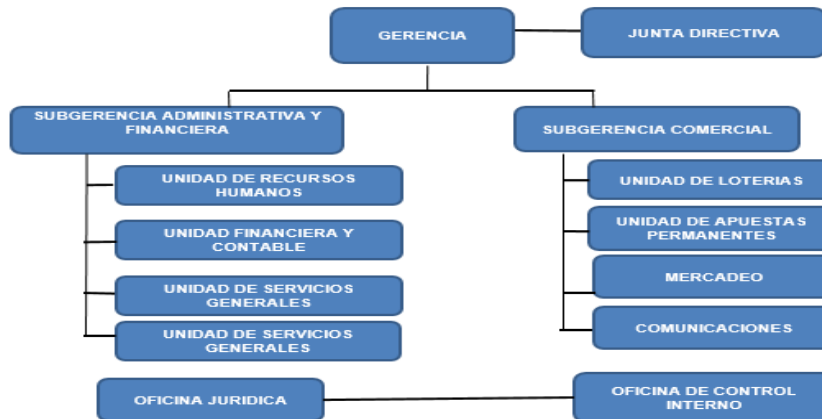 GERENCIA
JUNTA DIRECTIVA
SUBGERENCIA ADMINISTRATIVA Y
FINANCIERA
SUBGERENCIA COMERCIAL
UNIDAD DE RECURSOS
HUMANOS
UNIDAD FINANCIERA Y
CONTABLE
UNIDAD DE SERVICIOS
GENERALES
UNIDAD DE SERVICIOS
GENERALES
UNIDAD DE LOTERIAS
UNIDAD DE APUESTAS
PERMANENTES
MERCADEO
COMUNICACIONES
OFICINA JURIDICA
OFICINA DE CONTROL
INTERNO